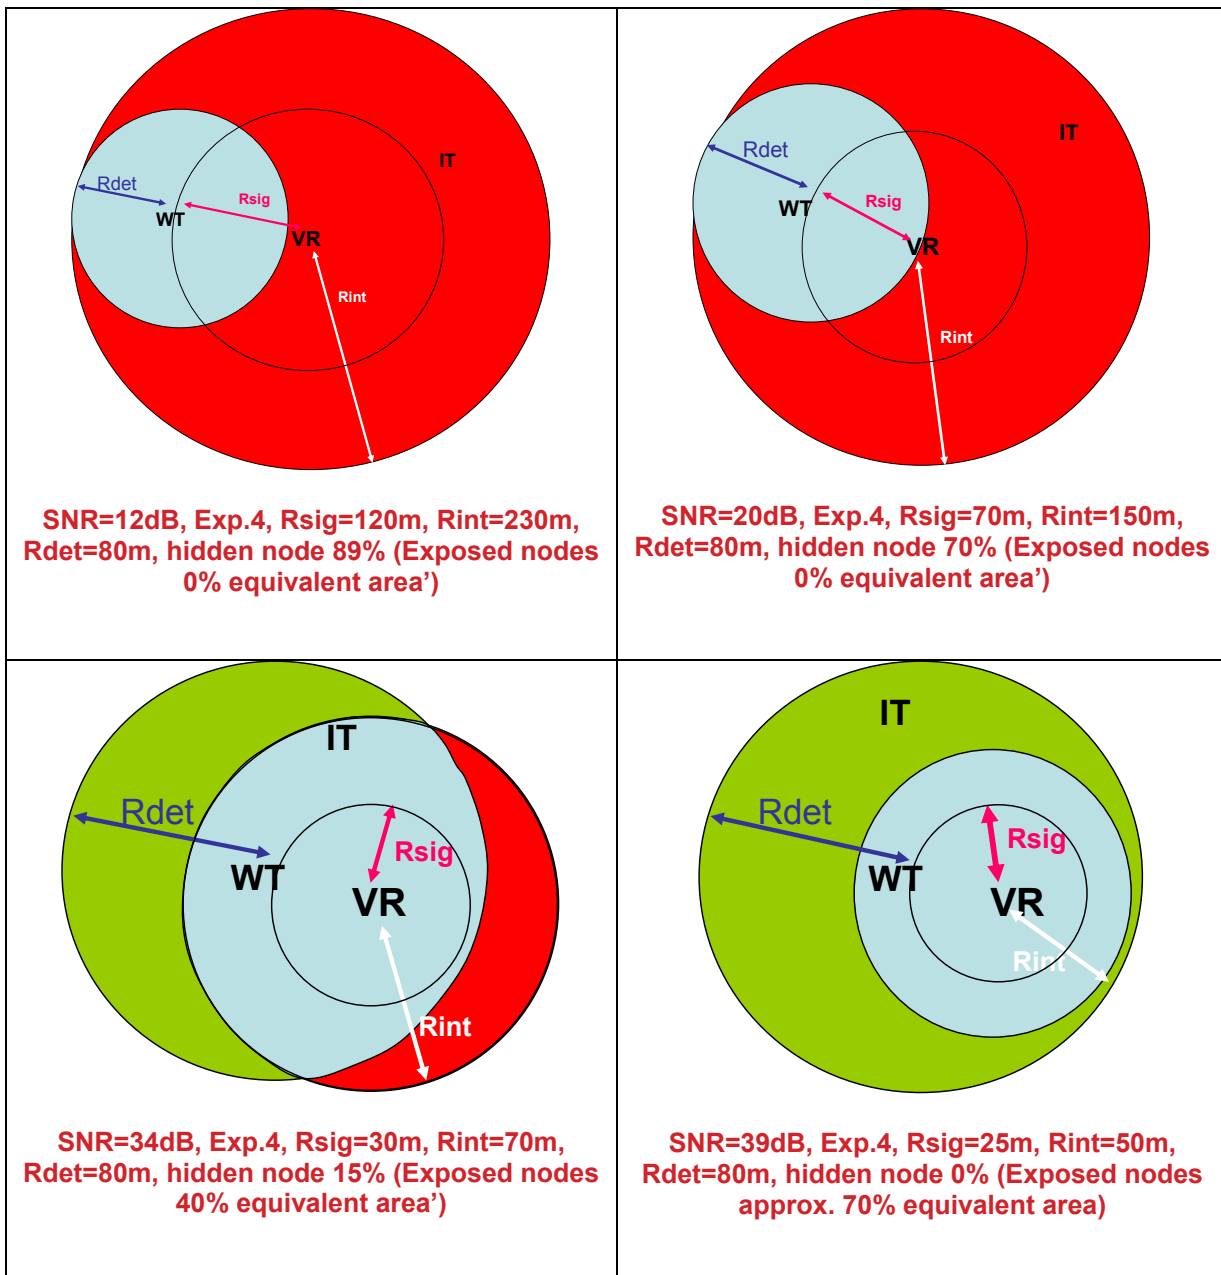 Rdet
WT
Rsig
VR
IT
Rint
SNR=12dB, Exp.4, Rsig=120m, Rint=230m,
Rdet=80m, hidden node 89% (Exposed nodes
0% equivalent area’)
Rdet
WT
Rsig
VR
IT
Rint
SNR=20dB, Exp.4, Rsig=70m, Rint=150m,
Rdet=80m, hidden node 70% (Exposed nodes
0% equivalent area’)
IT
Rdet
WT
Rsig
VR
Rint
SNR=34dB, Exp.4, Rsig=30m, Rint=70m,
Rdet=80m, hidden node 15% (Exposed nodes
40% equivalent area’)
IT
Rdet
WT
Rsig
VR
Rint
SNR=39dB, Exp.4, Rsig=25m, Rint=50m,
Rdet=80m, hidden node 0% (Exposed nodes
approx. 70% equivalent area)